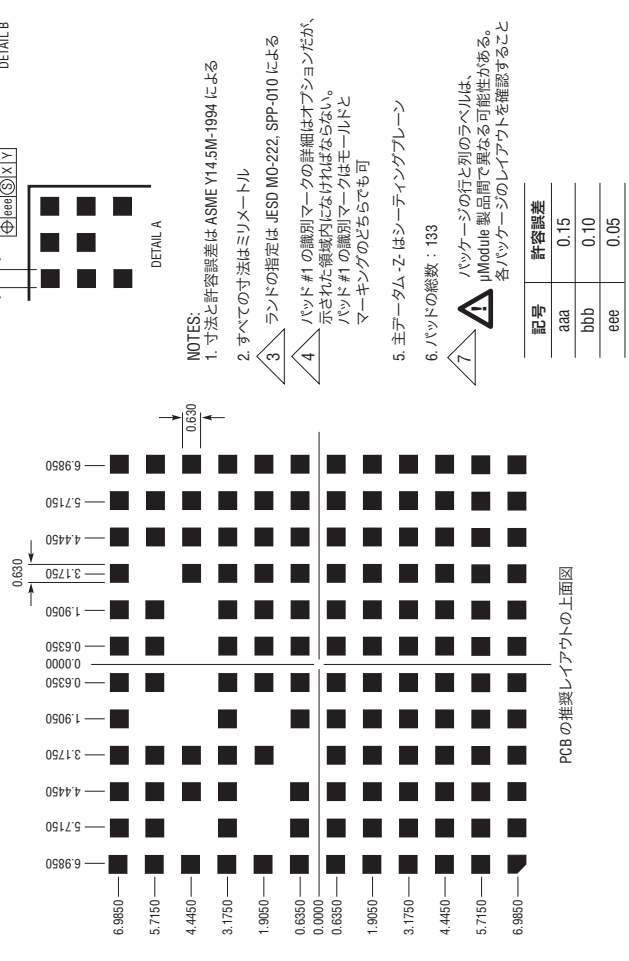 DETAIL B
eee Ⓢ X Y
DETAIL A
NOTES:
1. 寸法と許容誤差は ASME Y14.5M-1994 による
2. すべての寸法はミリメートル
3 ランドの指定は JESD MO-222, SPP-010 による
4 パッド #1 の識別マークの詳細はオプションだが、
示された領域内になければならない。
パッド #1 の識別マークはモールドと
マーキングのどちらでも可
5. 主データム -Z- はシーティングプレーン
6. パッドの総数：133
7 パッケージの行と列のラベルは、
µModule 製品間で異なる可能性がある。
各パッケージのレイアウトを確認すること
記号 許容誤差
aaa 0.15
bbb 0.10
eee 0.05
0.630
6.9850
5.7150
4.4450
3.1750
1.9050
0.6350
0.0000
0.6350
1.9050
3.1750
4.4450
5.7150
6.9850
0.630
6.9850
5.7150
4.4450
3.1750
1.9050
0.6350
0.0000
0.6350
1.9050
3.1750
4.4450
5.7150
6.9850
PCB の推奨レイアウトの上面図